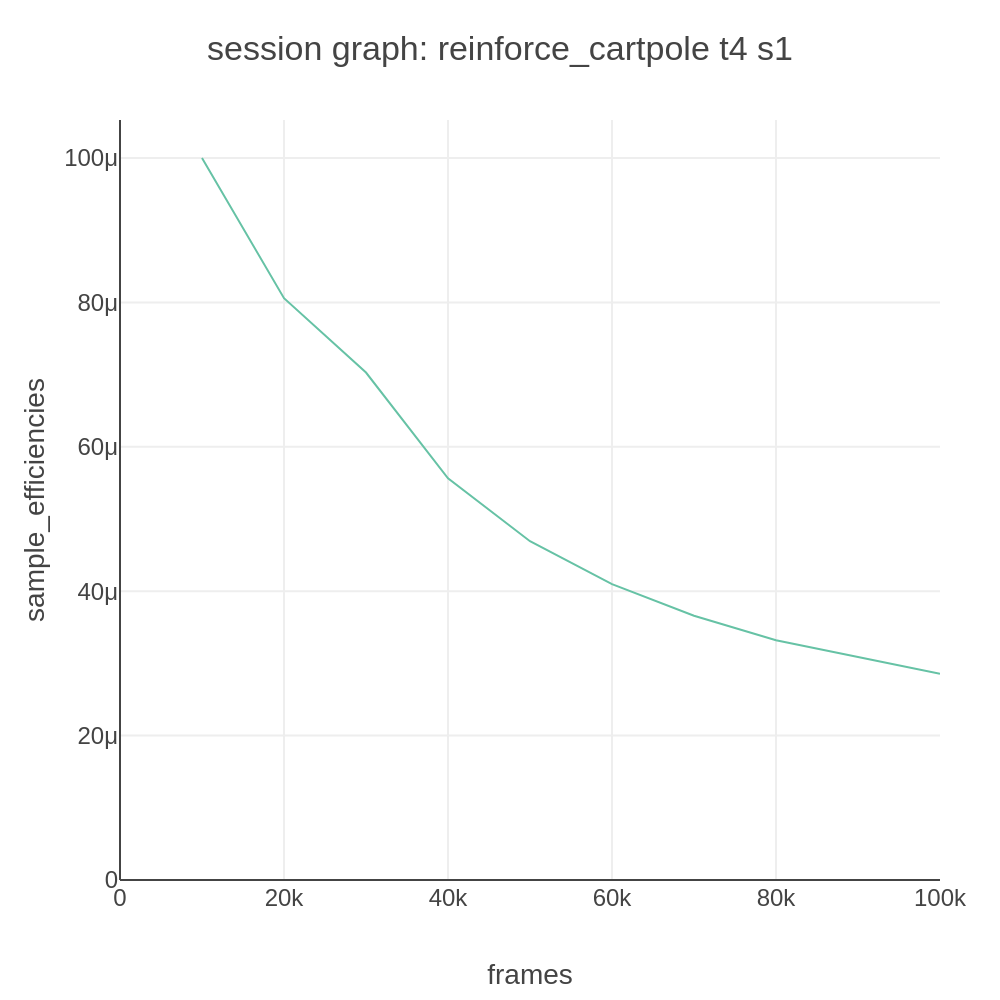 session graph: reinforce_cartpole t4 s1
100μ
80μ
60μ
40μ
20μ
0
sample_efficiencies
0 20k 40k 60k 80k 100k
frames